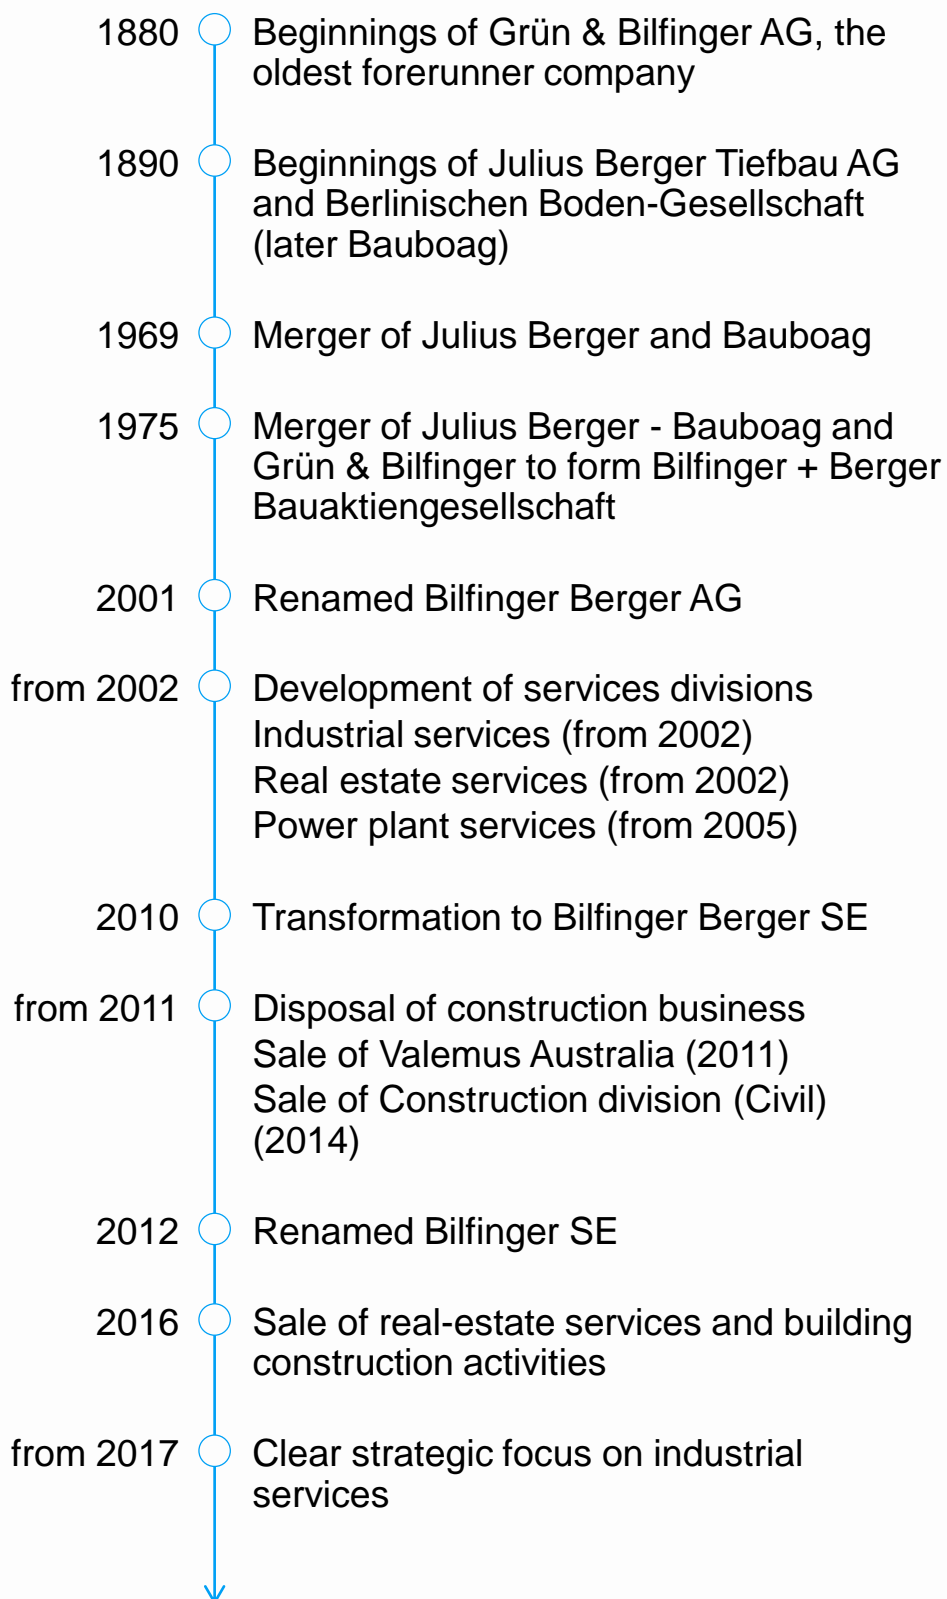 1880 Beginnings of Grün & Bilfinger AG, the
oldest forerunner company
1890 Beginnings of Julius Berger Tiefbau AG
and Berlinischen Boden-Gesellschaft
(later Bauboag)
1969 Merger of Julius Berger and Bauboag
1975 Merger of Julius Berger - Bauboag and
Grün & Bilfinger to form Bilfinger + Berger
Bauaktiengesellschaft
2001 Renamed Bilfinger Berger AG
from 2002 Development of services divisions
Industrial services (from 2002)
Real estate services (from 2002)
Power plant services (from 2005)
2010 Transformation to Bilfinger Berger SE
from 2011 Disposal of construction business
Sale of Valemus Australia (2011)
Sale of Construction division (Civil)
(2014)
2012 Renamed Bilfinger SE
2016 Sale of real-estate services and building
construction activities
from 2017 Clear strategic focus on industrial
services